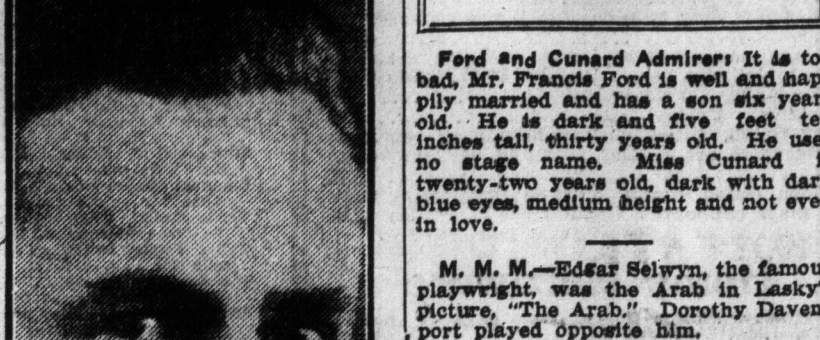 Ford and Cunard Admirer: It is to
bad, Mr. Francis Ford is well and hap
pily married and has a son six year
old. He is dark and five feet te
inches tall, thirty years old. He use
no stage name. Miss Cunard i
twenty-two years old, dark with dar
blue eyes, medium height and not eve
in love.
M. M. M.—Edgar Selwyn, the famou
playwright, was the Arab in Lasky'
picture, "The Arab." Dorothy Daven
port played opposite him.